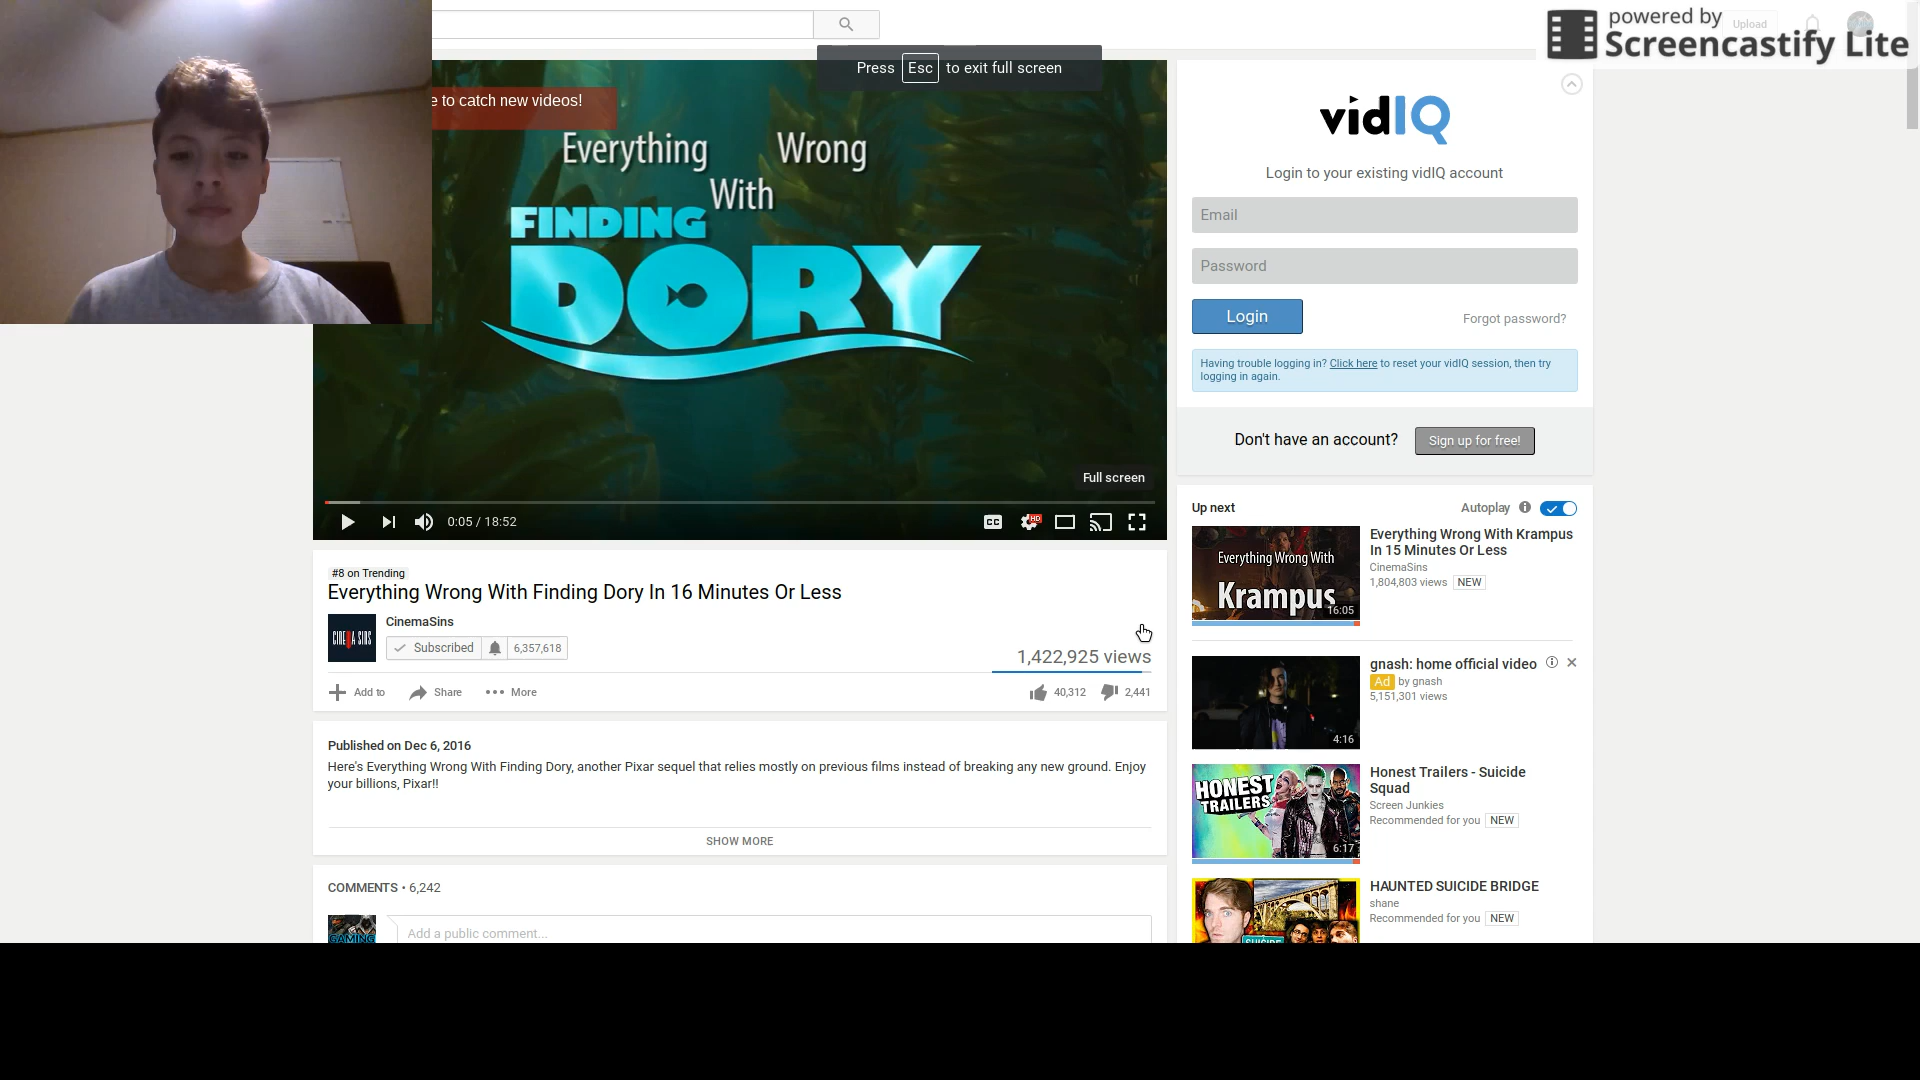 powered by
Screencastify Lite
Upload
Press Esc to exit full screen
e to catch new videos!
Everything Wrong
With
FINDING
DORY
Full screen
0:05 / 18:52
CC
HD
#8 on Trending
Everything Wrong With Finding Dory In 16 Minutes Or Less
CINEMA SINS
CinemaSins
Subscribed 6,357,618
1,422,925 views
Add to Share More
40,312 2,441
Published on Dec 6, 2016
Here's Everything Wrong With Finding Dory, another Pixar sequel that relies mostly on previous films instead of breaking any new ground. Enjoy
your billions, Pixar!!
SHOW MORE
COMMENTS • 6,242
GAMING
Add a public comment...
vidIQ
Login to your existing vidIQ account
Email
Password
Login
Forgot password?
Having trouble logging in? Click here to reset your vidIQ session, then try
logging in again.
Don't have an account? Sign up for free!
Up next
Autoplay
Everything Wrong With
Krampus
16:05
Everything Wrong With Krampus
In 15 Minutes Or Less
CinemaSins
1,804,803 views NEW
4:16
gnash: home official video
Ad by gnash
5,151,301 views
HONEST
TRAILERS
6:17
Honest Trailers - Suicide
Squad
Screen Junkies
Recommended for you NEW
SUICIDE
HAUNTED SUICIDE BRIDGE
shane
Recommended for you NEW